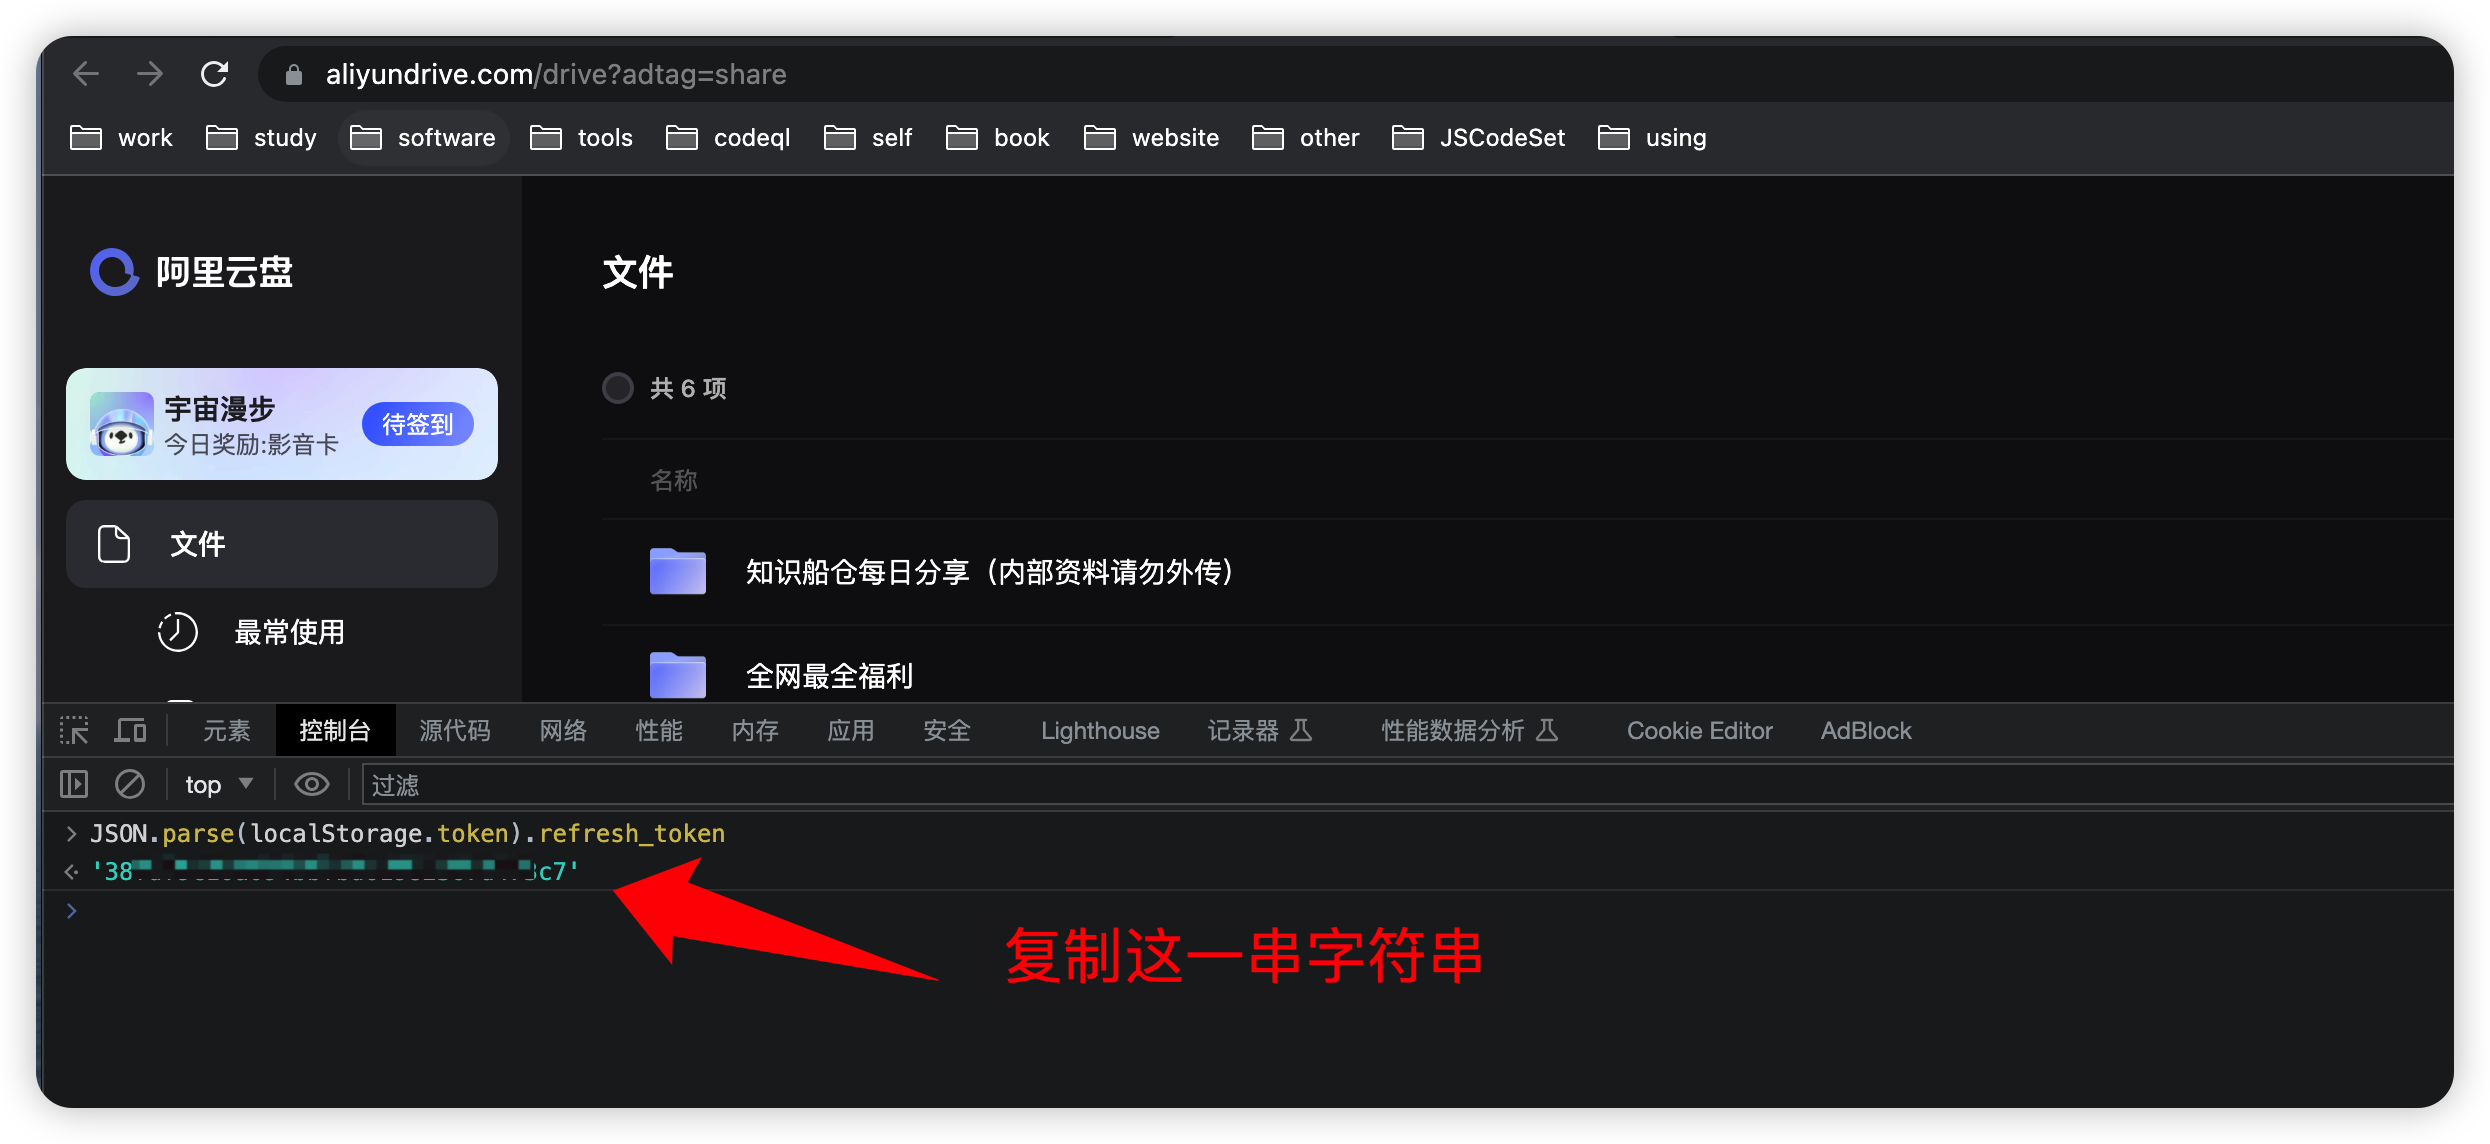 aliyundrive.com/drive?adtag=share
work study software tools codeql self book website other JSCodeSet using
阿里云盘
文件
宇宙漫步
今日奖励:影音卡
待签到
共 6 项
名称
文件
知识船仓每日分享（内部资料请勿外传）
最常使用
全网最全福利
元素 控制台 源代码 网络 性能 内存 应用 安全 Lighthouse 记录器 性能数据分析 Cookie Editor AdBlock
top 过滤
JSON.parse(localStorage.token).refresh_token
复制这一串字符串